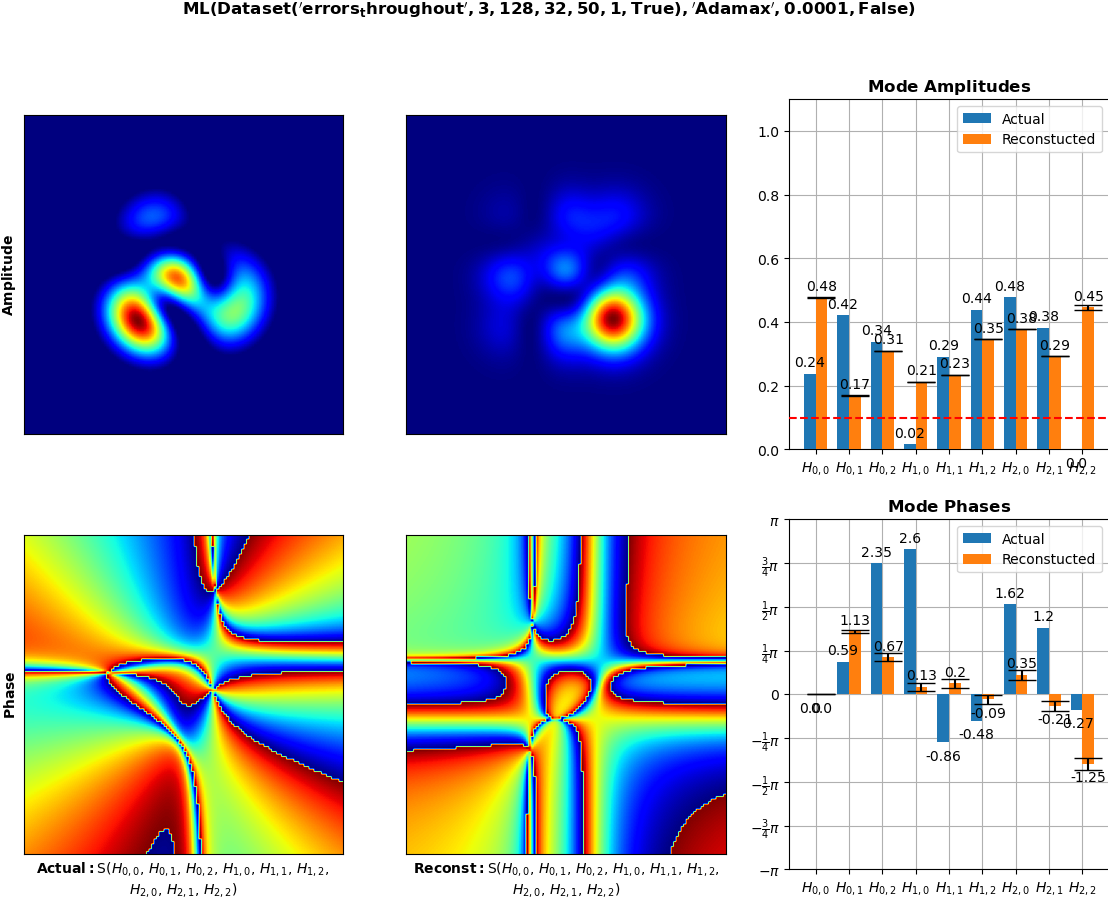 ML(Dataset('errors_throughout', 3, 128, 32, 50, 1, True), 'Adamax', 0.0001, False)
Amplitude
Mode Amplitudes
Actual
Reconstucted
1.0
0.8
0.6
0.4
0.2
0.0
0.24 0.48 0.42 0.17 0.34 0.31 0.02 0.21 0.29 0.23 0.44 0.35 0.48 0.38 0.38 0.29 0.0 0.45
H0,0 H0,1 H0,2 H1,0 H1,1 H1,2 H2,0 H2,1 H2,2
Phase
Actual: S(H0,0, H0,1, H0,2, H1,0, H1,1, H1,2,
H2,0, H2,1, H2,2)
Reconst: S(H0,0, H0,1, H0,2, H1,0, H1,1, H1,2,
H2,0, H2,1, H2,2)
Mode Phases
Actual
Reconstucted
π
3/4π
1/2π
1/4π
0
−1/4π
−1/2π
−3/4π
−π
0.0 0.0 0.59 1.13 2.35 0.67 2.6 0.13 -0.86 0.2 -0.48 -0.09 1.62 0.35 1.2 -0.21 -0.27 -1.25
H0,0 H0,1 H0,2 H1,0 H1,1 H1,2 H2,0 H2,1 H2,2